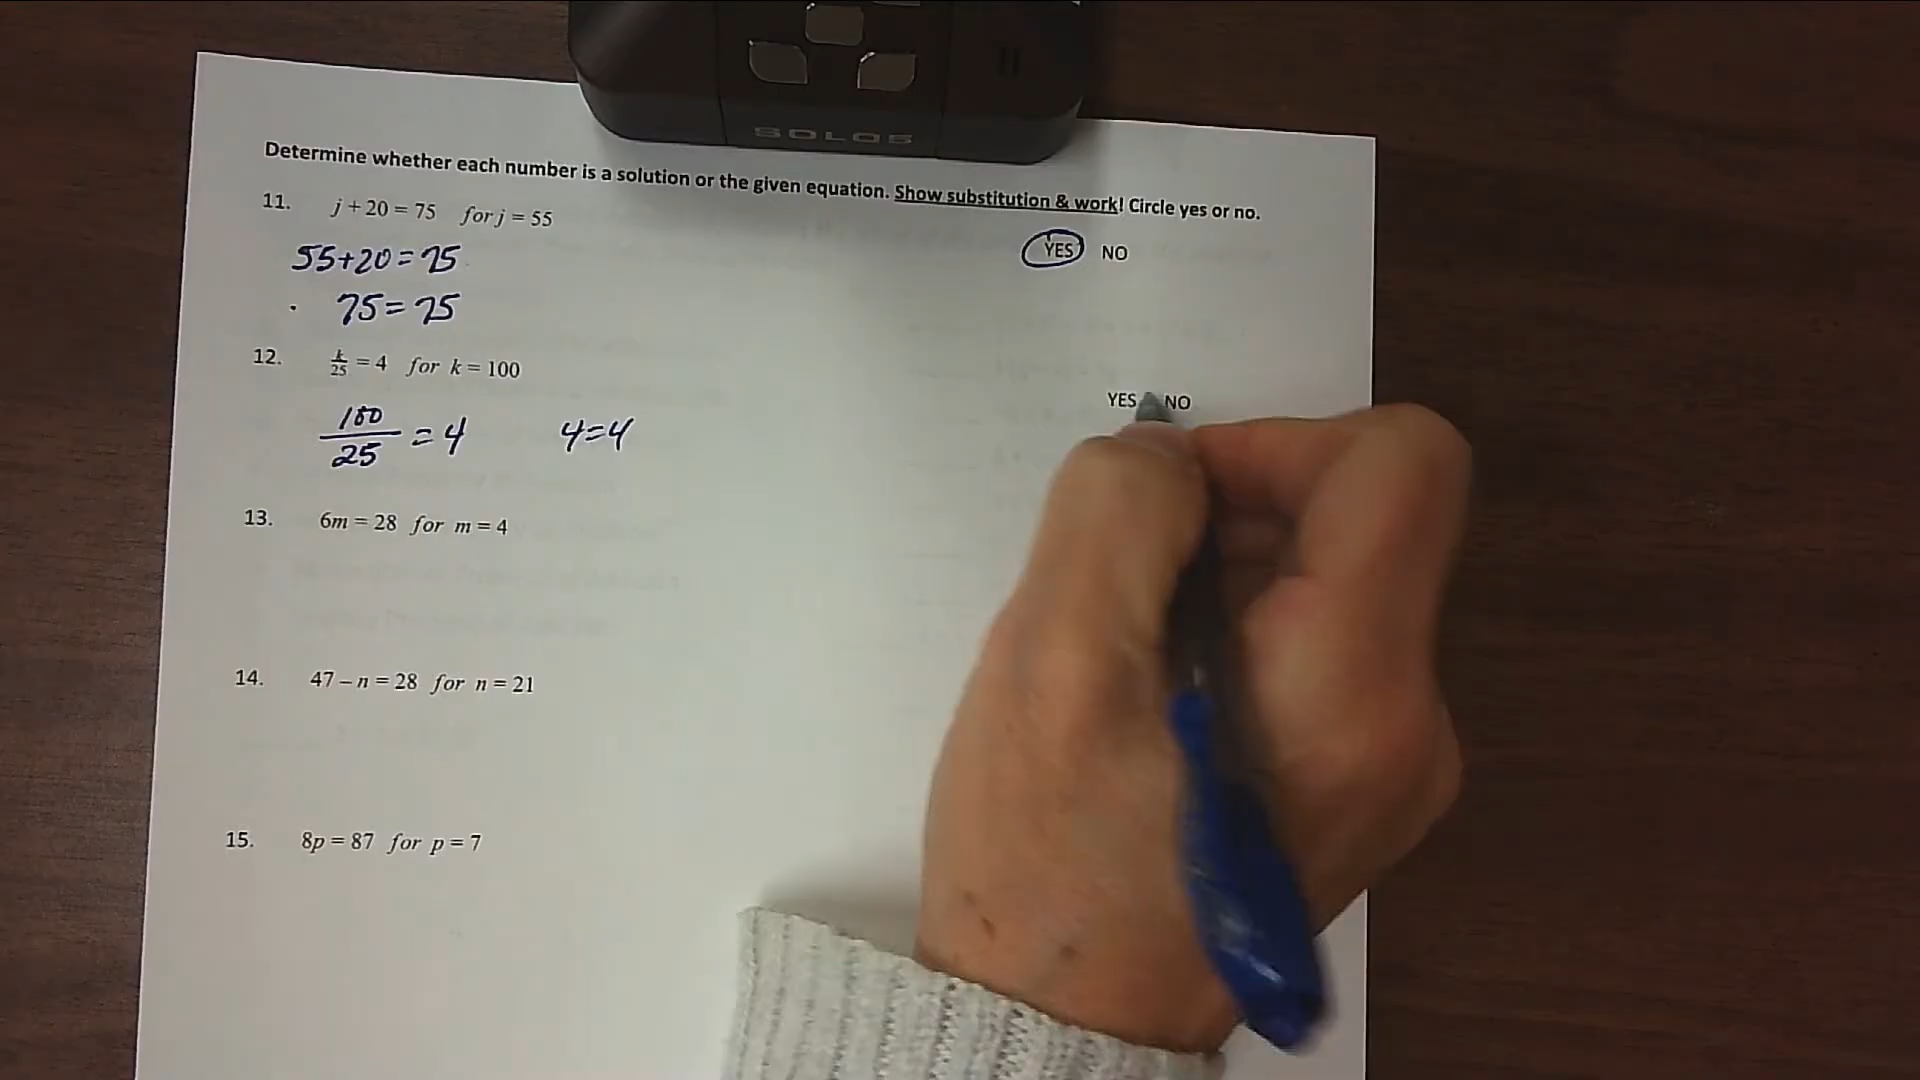 SOLO5
Determine whether each number is a solution or the given equation. Show substitution & work! Circle yes or no.
11. j + 20 = 75 for j = 55
YES NO
55+20=75
75=75
12. k/25 = 4 for k = 100
YES NO
100/25 = 4 4=4
13. 6m = 28 for m = 4
14. 47 – n = 28 for n = 21
15. 8p = 87 for p = 7